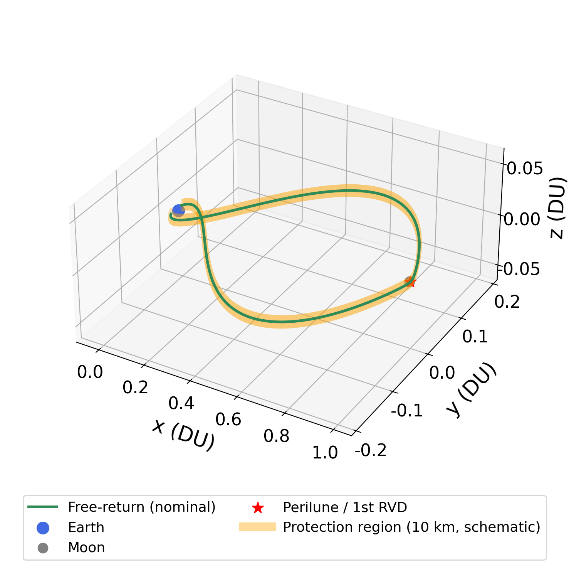 0.05
0.00
-0.05
z (DU)
0.2
0.1
0.0
-0.1
-0.2
y (DU)
0.0
0.2
0.4
0.6
0.8
1.0
x (DU)
Free-return (nominal)
Earth
Moon
Perilune / 1st RVD
Protection region (10 km, schematic)